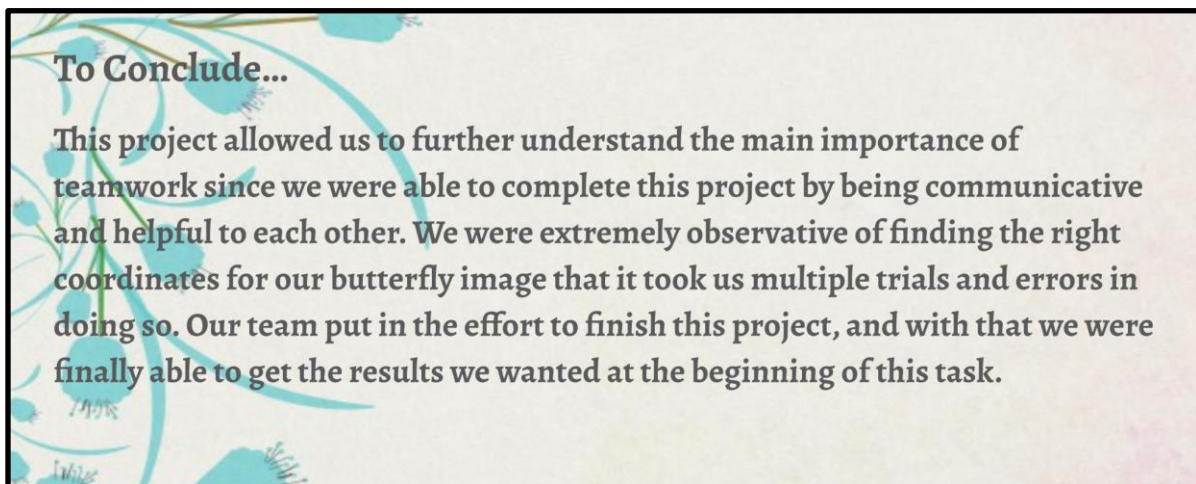 To Conclude...
This project allowed us to further understand the main importance of
teamwork since we were able to complete this project by being communicative
and helpful to each other. We were extremely observative of finding the right
coordinates for our butterfly image that it took us multiple trials and errors in
doing so. Our team put in the effort to finish this project, and with that we were
finally able to get the results we wanted at the beginning of this task.